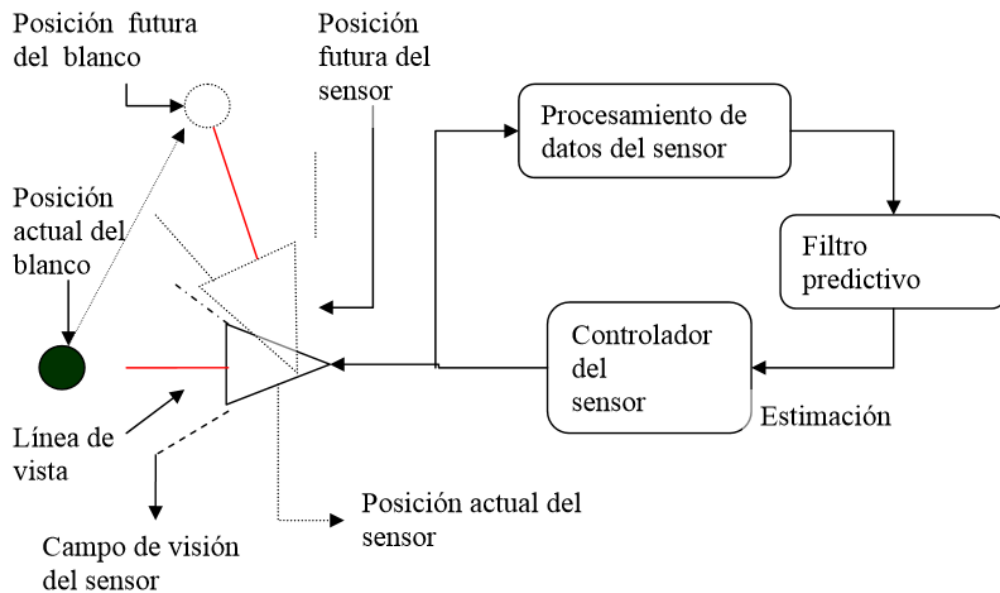 Posición futura
del blanco
Posición
futura del
sensor
Procesamiento de
datos del sensor
Posición
actual del
blanco
Filtro
predictivo
Controlador
del
sensor
Estimación
Línea de
vista
Posición actual del
sensor
Campo de visión
del sensor